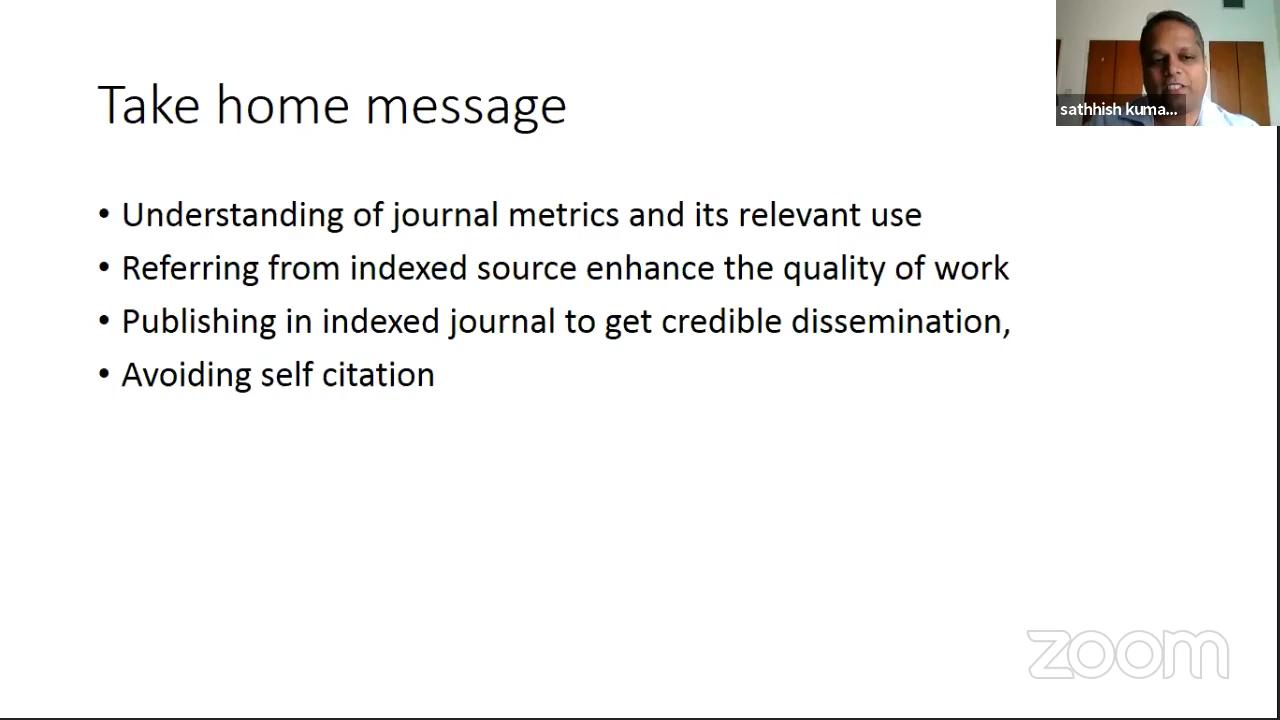 Take home message
sathhish kuma...
• Understanding of journal metrics and its relevant use
• Referring from indexed source enhance the quality of work
• Publishing in indexed journal to get credible dissemination,
• Avoiding self citation
zoom